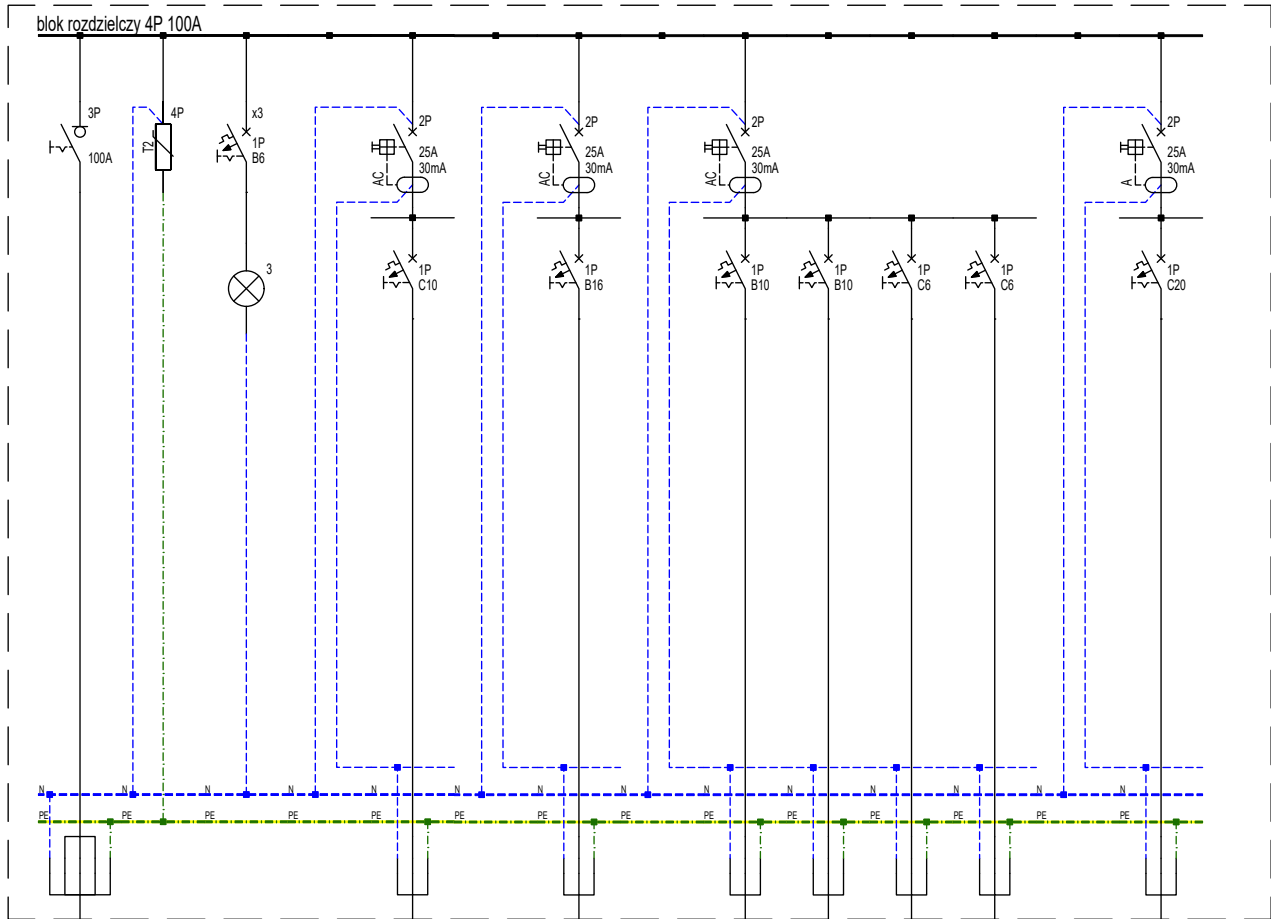 blok rozdzielczy 4P 100A
3P
100A
4P
T2
x3
1P
B6
3
2P
25A
30mA
AC
1P
C10
2P
25A
30mA
AC
1P
B16
2P
25A
30mA
AC
1P
B10
1P
B10
1P
C6
1P
C6
2P
25A
30mA
A
1P
C20
N N N N N N N N N N N N N N
PE PE PE PE PE PE PE PE PE PE PE PE PE PE